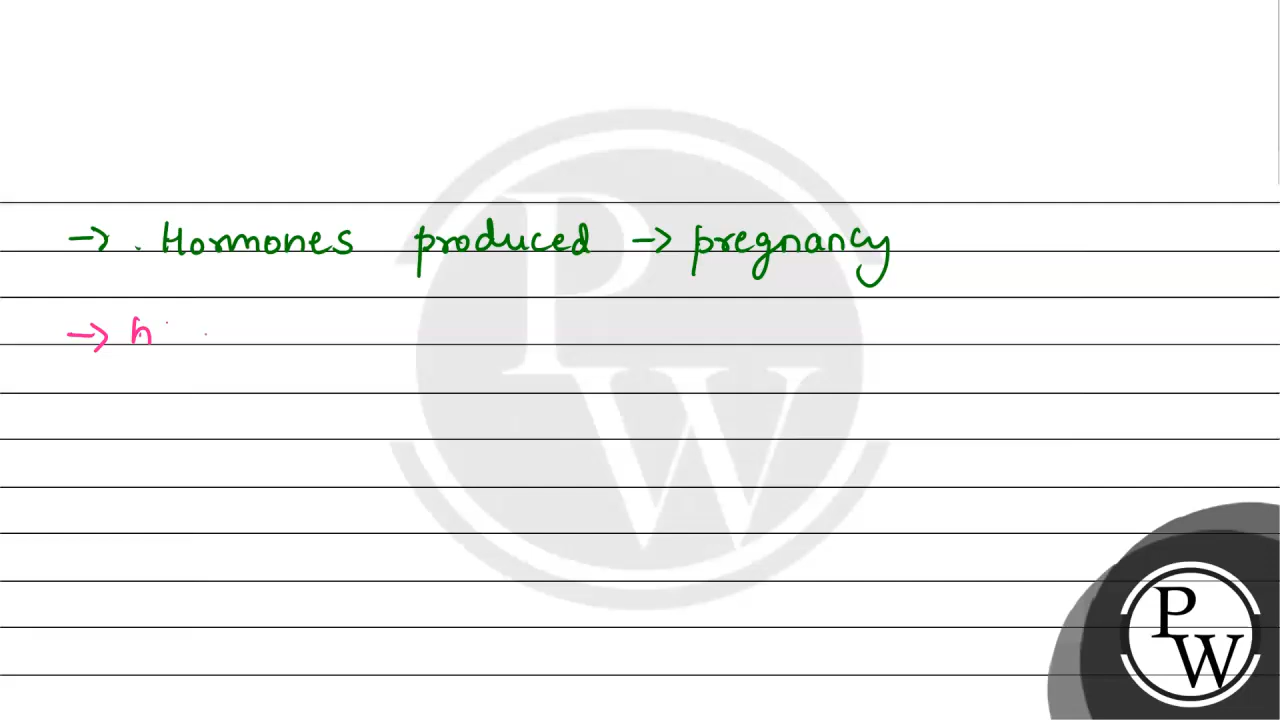 → . Hormones produced → pregnancy
→ h
P
W
P
W